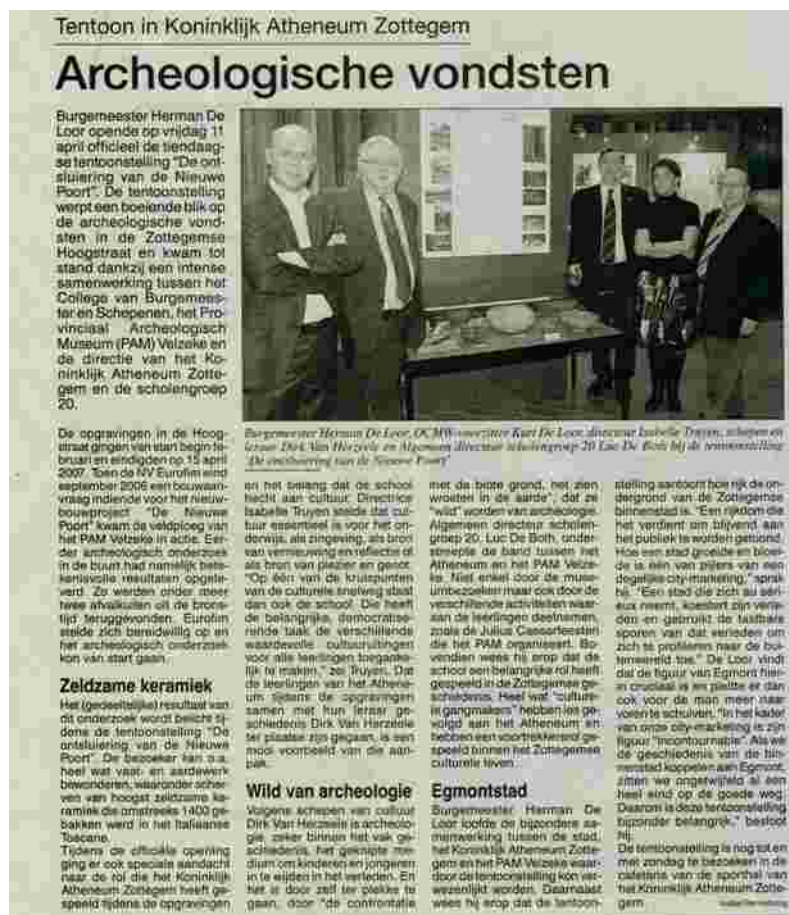 Tentoon in Koninklijk Atheneum Zottegem
Archeologische vondsten
Burgemeester Herman De
Loor opende op vrijdag 11
april officieel de tiendaag-
se tentoonstelling "De ont-
sluiering van de Nieuwe
Poort". De tentoonstelling
werpt een boeiende blik op
de archeologische vond-
sten in de Zottegemse
Hoogstraat en kwam tot
stand dankzij een intense
samenwerking tussen het
College van Burgemees-
ter en Schepenen, het Pro-
vinciaal Archeologisch
Museum (PAM) Velzeke en
de directie van het Ko-
ninklijk Atheneum Zotte-
gem en de scholengroep
20.
Burgemeester Herman De Loor, OCMW-voorzitter Kurt De Loor, directeur Isabelle Truyen, schepen en
leraar Dirk Van Herzeele en Algemeen directeur scholengroep 20 Luc De Both bij de tentoonstelling
'De ontsluiering van de Nieuwe Poort'
De opgravingen in de Hoog-
straat gingen van start begin fe-
bruari en eindigden op 15 april
2007. Toen de NV Eurofim eind
september 2006 een bouwaan-
vraag indiende voor het nieuw-
bouwproject "De Nieuwe
Poort" kwam de veldploeg van
het PAM Velzeke in actie. Eer-
der archeologisch onderzoek
in de buurt had namelijk bete-
kenisvolle resultaten opgele-
verd. Zo werden onder meer
twee afvalkuilen uit de brons-
tijd teruggevonden. Eurofim
stelde zich bereidwillig op en
het archeologisch onderzoek
kon van start gaan.
Zeldzame keramiek
Het (gedeeltelijke) resultaat van
dit onderzoek wordt belicht tij-
dens de tentoonstelling "De
ontsluiering van de Nieuwe
Poort". De bezoeker kan o.a.
heel wat vaat- en aardewerk
bewonderen, waaronder scher-
ven van hoogst zeldzame ke-
ramiek die omstreeks 1400 ge-
bakken werd in het Italiaanse
Toscane.
Tijdens de officiële opening
ging er ook speciale aandacht
naar de rol die het Koninklijk
Atheneum Zottegem heeft ge-
speeld tijdens de opgravingen
en het belang dat de school
hecht aan cultuur. Directrice
Isabelle Truyen stelde dat cul-
tuur essentieel is voor het on-
derwijs, als zingeving, als bron
van vernieuwing en reflectie of
als bron van plezier en genot.
"Op één van de kruispunten
van de culturele snelweg staat
dan ook de school. Die heeft
de belangrijke, democratise-
rende taak de verschillende
waardevolle cultuuruitingen
voor alle leerlingen toeganke-
lijk te maken," zei Truyen. Dat
de leerlingen van het Athene-
um tijdens de opgravingen
samen met hun leraar ge-
schiedenis Dirk Van Herzeele
ter plaatse zijn gegaan, is een
mooi voorbeeld van die aan-
pak.
Wild van archeologie
Volgens schepen van cultuur
Dirk Van Herzeele is archeolo-
gie, zeker binnen het vak ge-
schiedenis, het geknipte me-
dium om kinderen en jongeren
in te wijden in het verleden. En
het is door zelf ter plekke te
gaan, door "de confrontatie
met de blote grond, het zien
wroeten in de aarde", dat ze
"wild" worden van archeologie.
Algemeen directeur scholen-
groep 20, Luc De Both, onder-
streepte de band tussen het
Atheneum en het PAM Velze-
ke. Niet enkel door de muse-
umbezoeken maar ook door de
verschillende activiteiten waar-
aan de leerlingen deelnemen,
zoals de Julius Caesarfeesten
die het PAM organiseert. Bo-
vendien wees hij erop dat de
school een belangrijke rol heeft
gespeeld in de Zottegemse ge-
schiedenis. Heel wat "culture-
le gangmakers" hebben les ge-
volgd aan het Atheneum en
hebben een voortrekkersrol ge-
speeld binnen het Zottegemse
culturele leven.
Egmontstad
Burgemeester Herman De
Loor loofde de bijzondere sa-
menwerking tussen de stad,
het Koninklijk Atheneum Zotte-
gem en het PAM Velzeke waar-
door de tentoonstelling kon ver-
wezenlijkt worden. Daarnaast
wees hij erop dat de tentoon-
stelling aantoont hoe rijk de on-
dergrond van de Zottegemse
binnenstad is. "Een rijkdom die
het verdient om blijvend aan
het publiek te worden getoond.
Hoe een stad groeide en bloei-
de is één van pijlers van een
degelijke city-marketing," sprak
hij. "Een stad die zich au séri-
eux neemt, koestert zijn verle-
den en gebruikt de tastbare
sporen van dat verleden om
zich te profileren naar de bui-
tenwereld toe." De Loor vindt
dat de figuur van Egmont hier-
in cruciaal is en pleitte er dan
ook voor de man meer naar
voren te schuiven. "In het kader
van onze city-marketing is zijn
figuur "incontournable". Als we
de geschiedenis van de bin-
nenstad koppelen aan Egmont,
zitten we ongetwijfeld al een
heel eind op de goede weg.
Daarom is deze tentoonstelling
bijzonder belangrijk," besloot
hij.
De tentoonstelling is nog tot en
met zondag te bezoeken in de
cafetaria van de sporthal van
het Koninklijk Atheneum Zotte-
gem